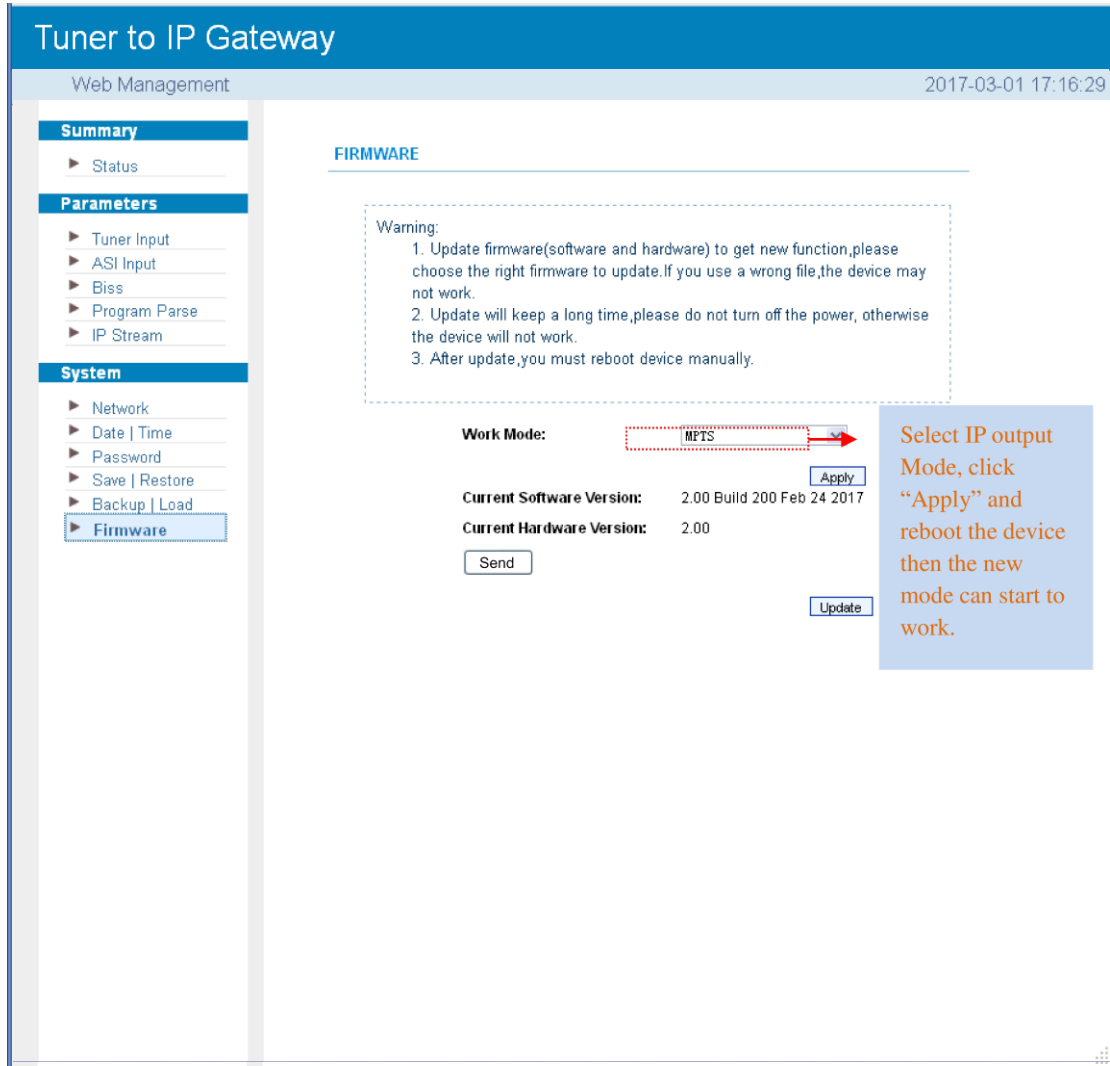 Tuner to IP Gateway
Web Management
2017-03-01 17:16:29
Summary
Status
Parameters
Tuner Input
ASI Input
Biss
Program Parse
IP Stream
System
Network
Date | Time
Password
Save | Restore
Backup | Load
Firmware
FIRMWARE
Warning:
1. Update firmware(software and hardware) to get new function,please
choose the right firmware to update.If you use a wrong file,the device may
not work.
2. Update will keep a long time,please do not turn off the power, otherwise
the device will not work.
3. After update,you must reboot device manually.
Work Mode: MPTS
Apply
Current Software Version: 2.00 Build 200 Feb 24 2017
Current Hardware Version: 2.00
Send
Update
Select IP output
Mode, click
“Apply” and
reboot the device
then the new
mode can start to
work.